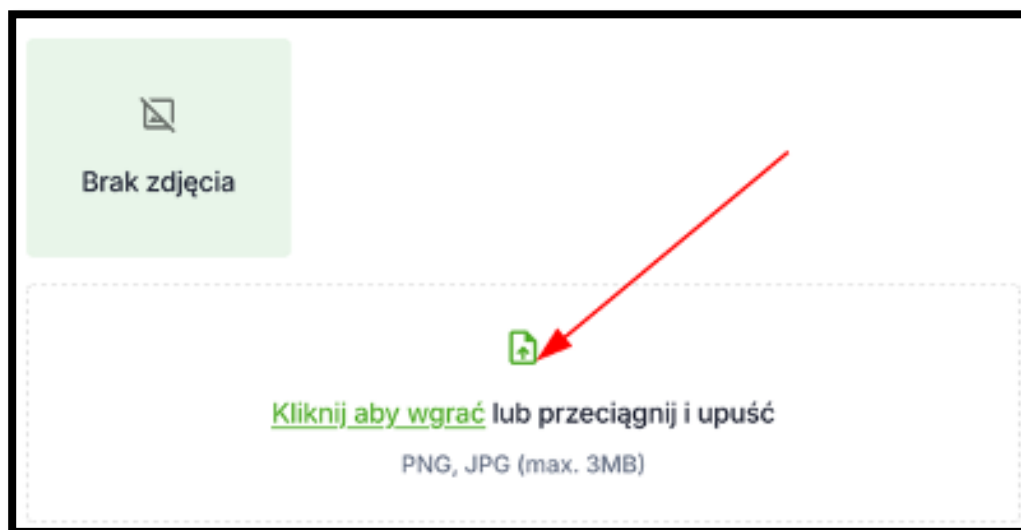 Brak zdjęcia
Kliknij aby wgrać lub przeciągnij i upuść
PNG, JPG (max. 3MB)